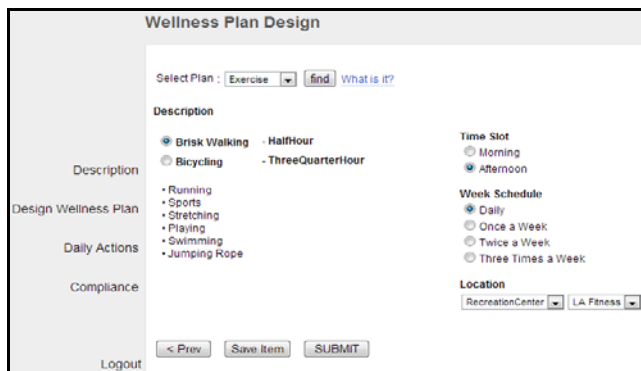 Wellness Plan Design
Select Plan : Exercise find What is it?
Description
Brisk Walking - HalfHour
Bicycling - ThreeQuarterHour
• Running
• Sports
• Stretching
• Playing
• Swimming
• Jumping Rope
Time Slot
Morning
Afternoon
Week Schedule
Daily
Once a Week
Twice a Week
Three Times a Week
Location
RecreationCenter LA Fitness
< Prev Save Item SUBMIT
Description
Design Wellness Plan
Daily Actions
Compliance
Logout